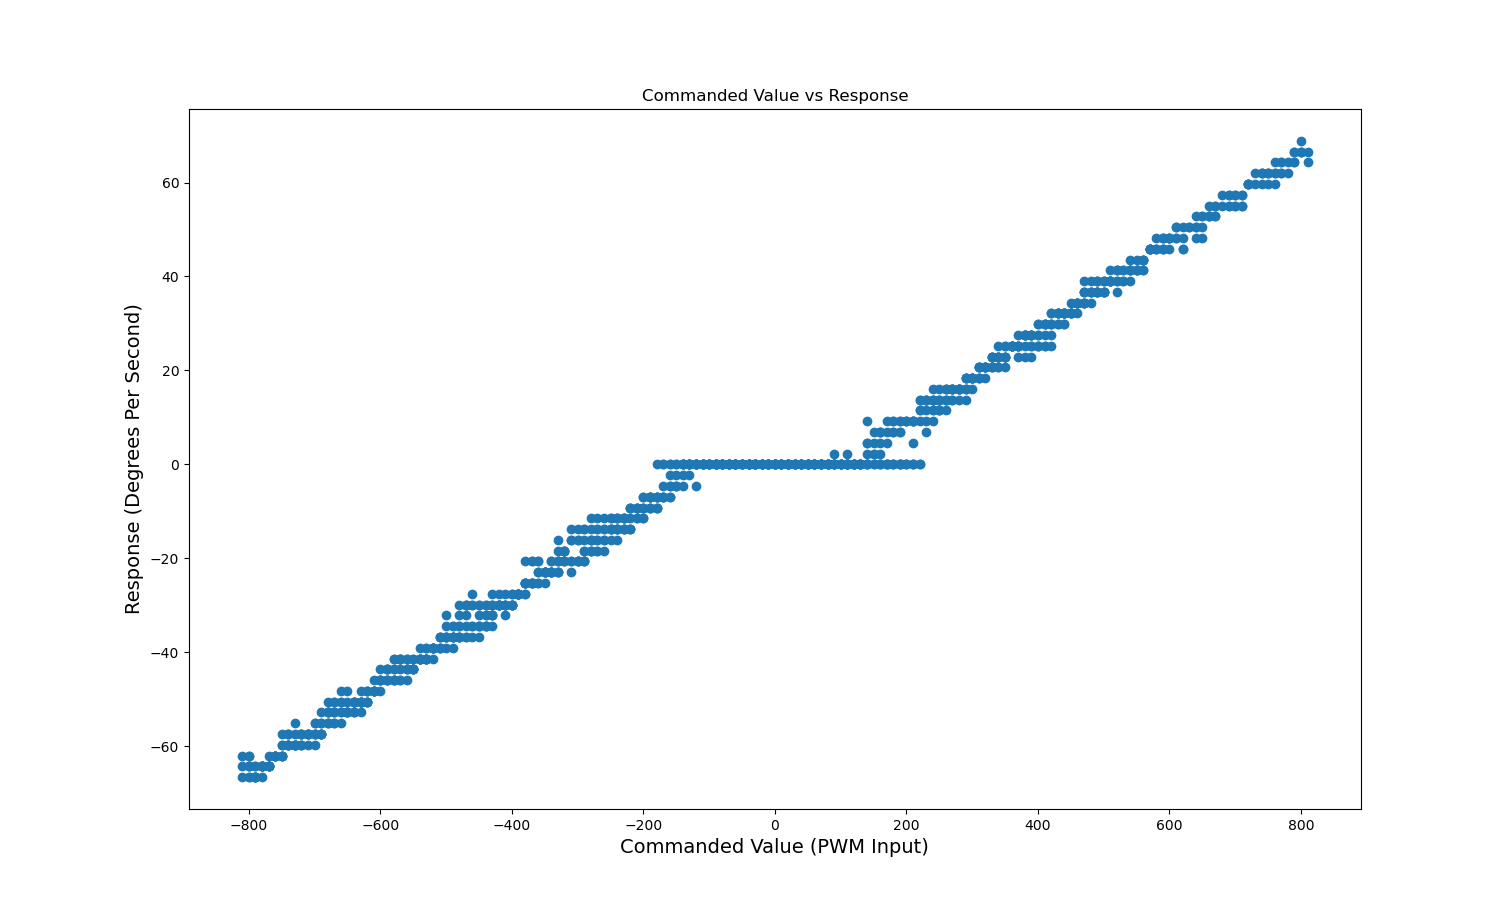 Commanded Value vs Response
Response (Degrees Per Second)
60
40
20
0
−20
−40
−60
−800 −600 −400 −200 0 200 400 600 800
Commanded Value (PWM Input)